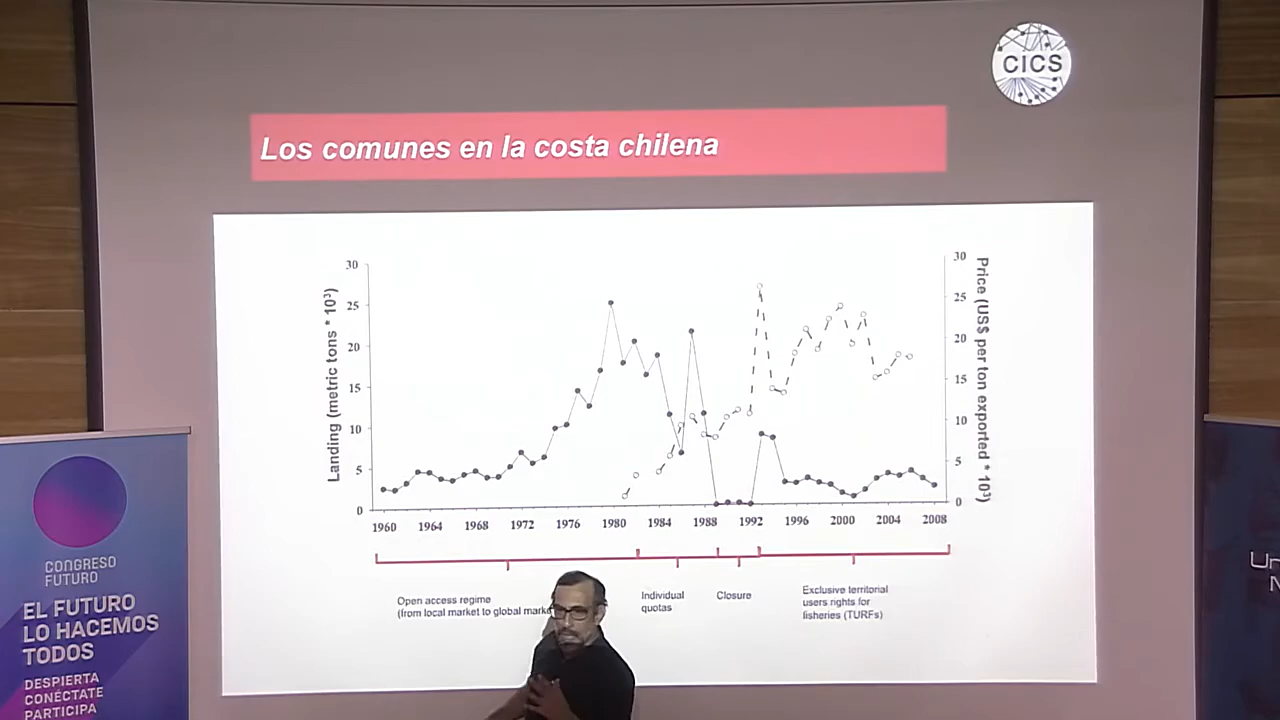 CICS
Los comunes en la costa chilena
Landing (metric tons * 10³)
30
25
20
15
10
5
0
Price (US$ per ton exported * 10³)
30
25
20
15
10
5
0
1960 1964 1968 1972 1976 1980 1984 1988 1992 1996 2000 2004 2008
Open access regime
(from local market to global
Individual
quotas
Closure
Exclusive territorial
users rights for
fisheries (TURFs)
CONGRESO
FUTURO
EL FUTURO
LO HACEMOS
TODOS
DESPIERTA
CONÉCTATE
PARTICIPA